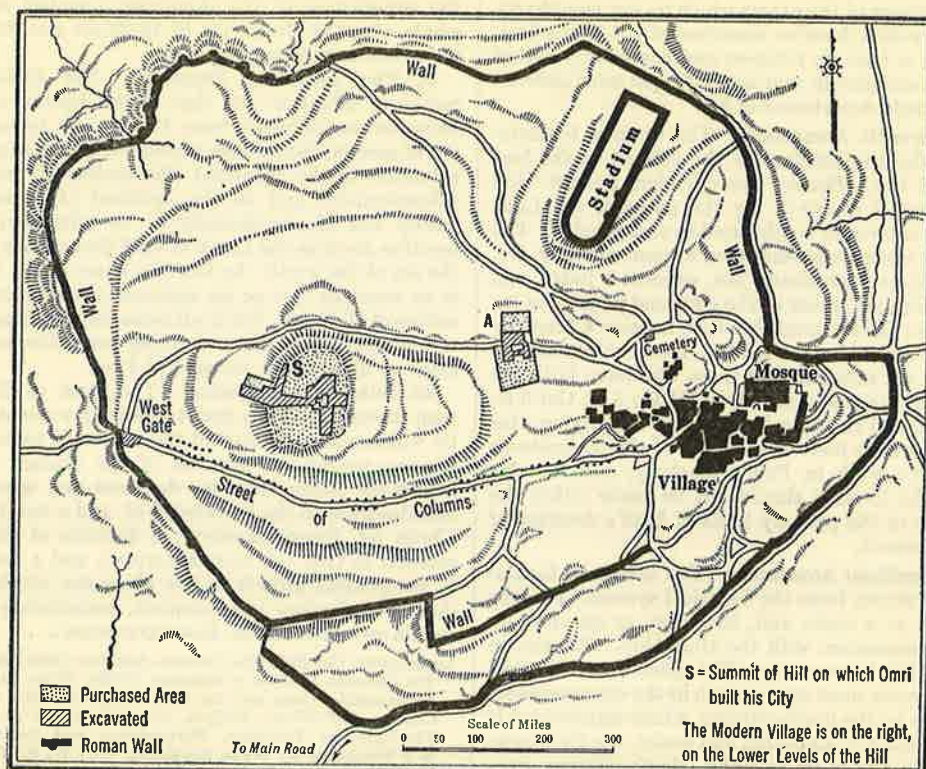 Wall
Stadium
Wall
Wall
A
Cemetery
Mosque
S
West
Gate
Village
Street
of
Columns
Wall
S = Summit of Hill on which Omri
built his City
Purchased Area
Excavated
Roman Wall
To Main Road
Scale of Miles
0 50 100 200 300
The Modern Village is on the right,
on the Lower Levels of the Hill